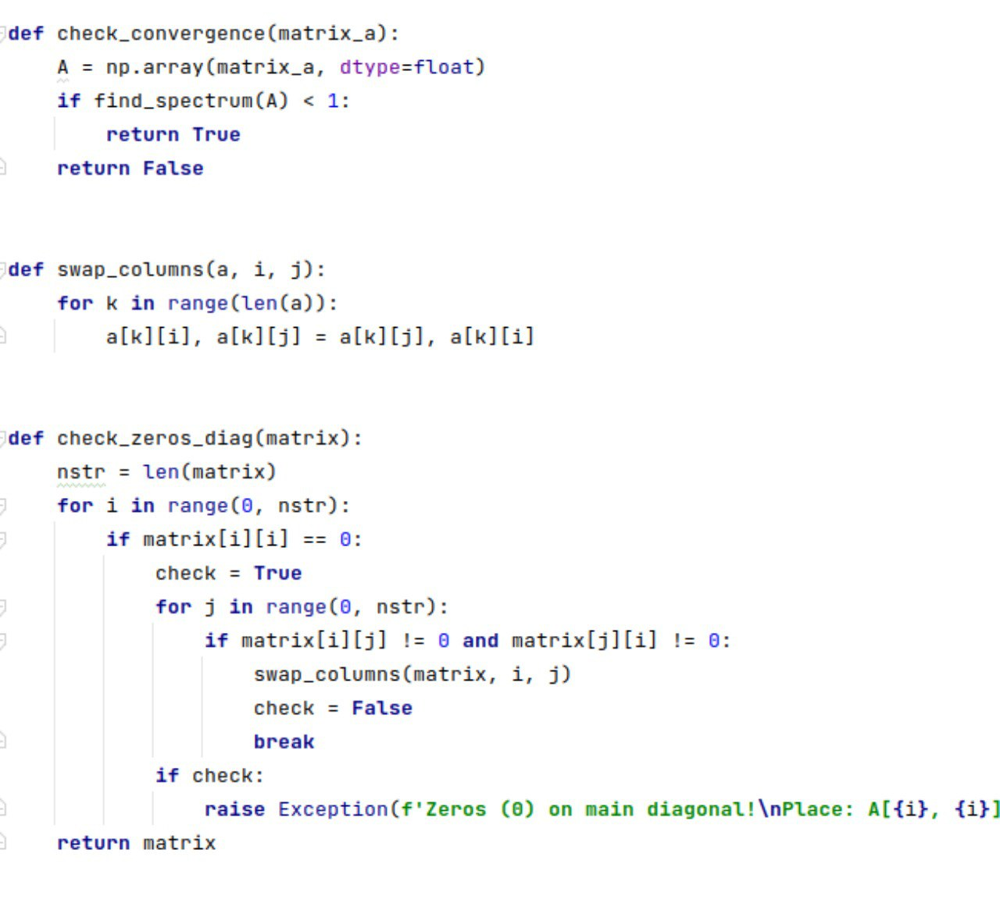 def check_convergence(matrix_a):
    A = np.array(matrix_a, dtype=float)
    if find_spectrum(A) < 1:
        return True
    return False
def swap_columns(a, i, j):
    for k in range(len(a)):
        a[k][i], a[k][j] = a[k][j], a[k][i]
def check_zeros_diag(matrix):
    nstr = len(matrix)
    for i in range(0, nstr):
        if matrix[i][i] == 0:
            check = True
            for j in range(0, nstr):
                if matrix[i][j] != 0 and matrix[j][i] != 0:
                    swap_columns(matrix, i, j)
                    check = False
                    break
            if check:
                raise Exception(f'Zeros (0) on main diagonal!\nPlace: A[{i}, {i}]
    return matrix